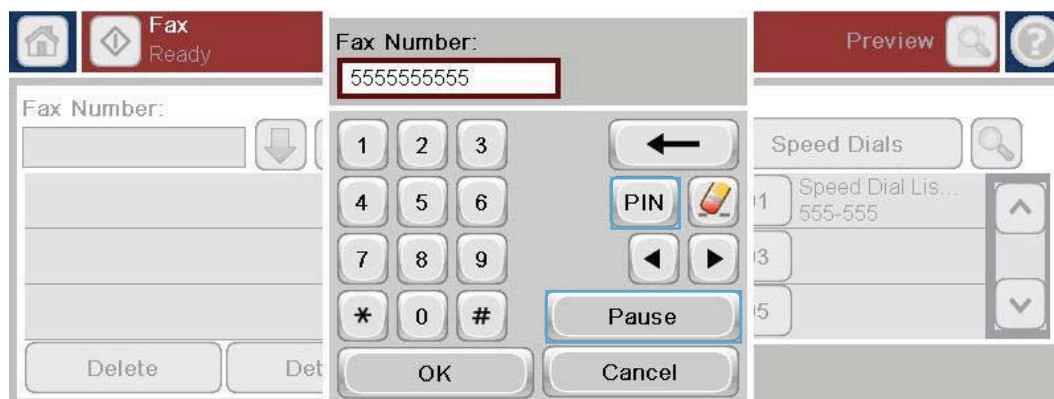 Fax
Ready
Preview
?
Fax Number:
Speed Dials
Speed Dial Lis...
555-555
Delete
Fax Number:
5555555555
1 2 3
4 5 6 PIN
7 8 9
* 0 # Pause
OK Cancel